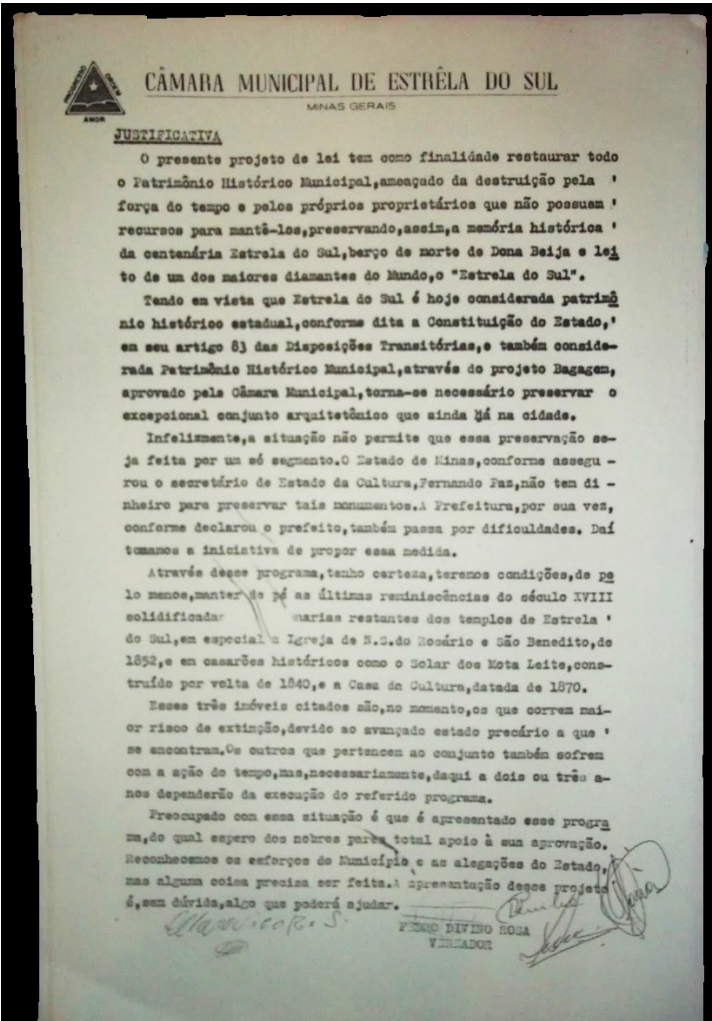 PROGRESSO ORDEM
CÂMARA MUNICIPAL DE ESTRÊLA DO SUL
MINAS GERAIS
AMOR
JUSTIFICATIVA
O presente projeto de lei tem como finalidade restaurar todo
o Patrimônio Histórico Municipal,ameaçado da destruição pela '
força do tempo e pelos próprios proprietários que não possuem '
recursos para mantê-los,preservando,assim,a memória histórica '
da centenária Estrela do Sul,berço de morte de Dona Beija e lei
to de um dos maiores diamantes do Mundo,o "Estrela do Sul".
Tendo em vista que Estrela do Sul é hoje considerada patrimô
nio histórico estadual,conforme dita a Constituição do Estado,'
em seu artigo 83 das Disposições Transitórias,e também conside-
rada Patrimônio Histórico Municipal,através do projeto Bagagem,
aprovado pela Câmara Municipal,torna-se necessário preservar o
excepcional conjunto arquitetônico que ainda há na cidade.
Infelizmente,a situação não permite que essa preservação se-
ja feita por um só segmento.O Estado de Minas,conforme assegu -
rou o secretário de Estado da Cultura,Fernando Paz,não tem di -
nheiro para preservar tais monumentos.A Prefeitura,por sua vez,
conforme declarou o prefeito,também passa por dificuldades. Daí
tomamos a iniciativa de propor essa medida.
Através desse programa,tenho certeza,teremos condições,de pe
lo menos,manter de pé as últimas reminiscências do século XVIII
solidificadas narias restantes dos templos de Estrela '
do Sul,em especial a Igreja de N.S.do Rosário e São Benedito,de
1852,e em casarões históricos como o Solar dos Mota Leite,cons-
truído por volta de 1840,e a Casa da Cultura,datada de 1870.
Esses três imóveis citados são,no momento,os que correm mai-
or risco de extinção,devido ao avançado estado precário a que '
se encontram.Os outros que pertencem ao conjunto também sofrem
com a ação do tempo,mas,necessariamente,daqui a dois ou três a-
nos dependerão da execução do referido programa.
Preocupado com essa situação é que é apresentado esse progra
ma,do qual espero dos nobres pares total apoio à sua aprovação.
Reconhecemos os esforços do Município e as alegações do Estado,
mas alguma coisa precisa ser feita.A apresentação desse projeto
é,sem dúvida,algo que poderá ajudar.
PEDRO DIVINO ROSA
VEREADOR